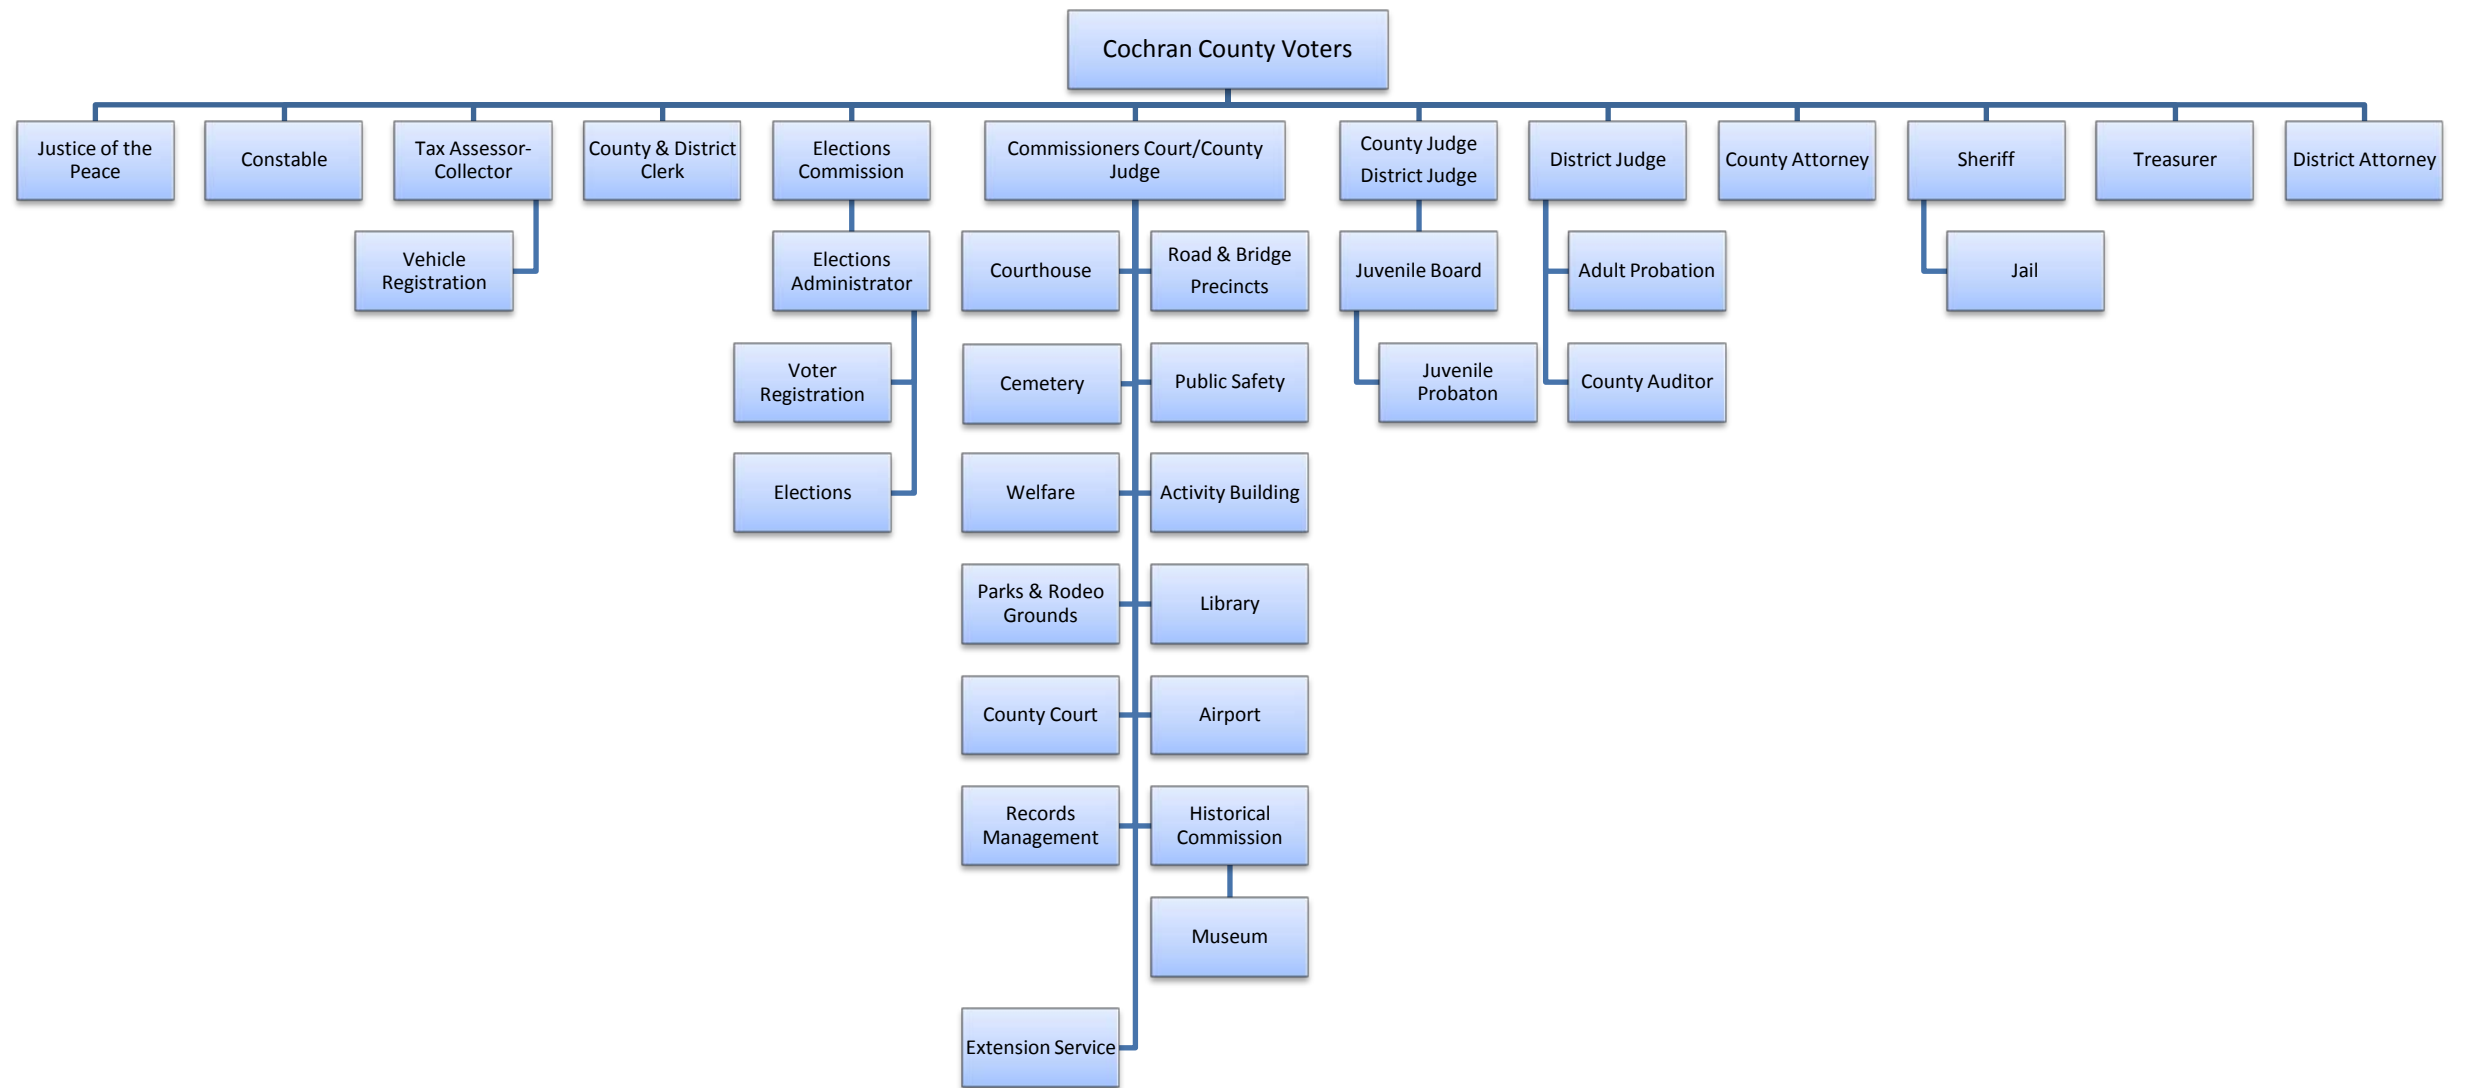 Cochran County Voters
Justice of the
Peace
Constable
Tax Assessor-
Collector
County & District
Clerk
Elections
Commission
Commissioners Court/County
Judge
County Judge
District Judge
District Judge
County Attorney
Sheriff
Treasurer
District Attorney
Vehicle
Registration
Elections
Administrator
Courthouse
Road & Bridge
Precincts
Juvenile Board
Adult Probation
Jail
Voter
Registration
Cemetery
Public Safety
Juvenile
Probaton
County Auditor
Elections
Welfare
Activity Building
Parks & Rodeo
Grounds
Library
County Court
Airport
Records
Management
Historical
Commission
Museum
Extension Service